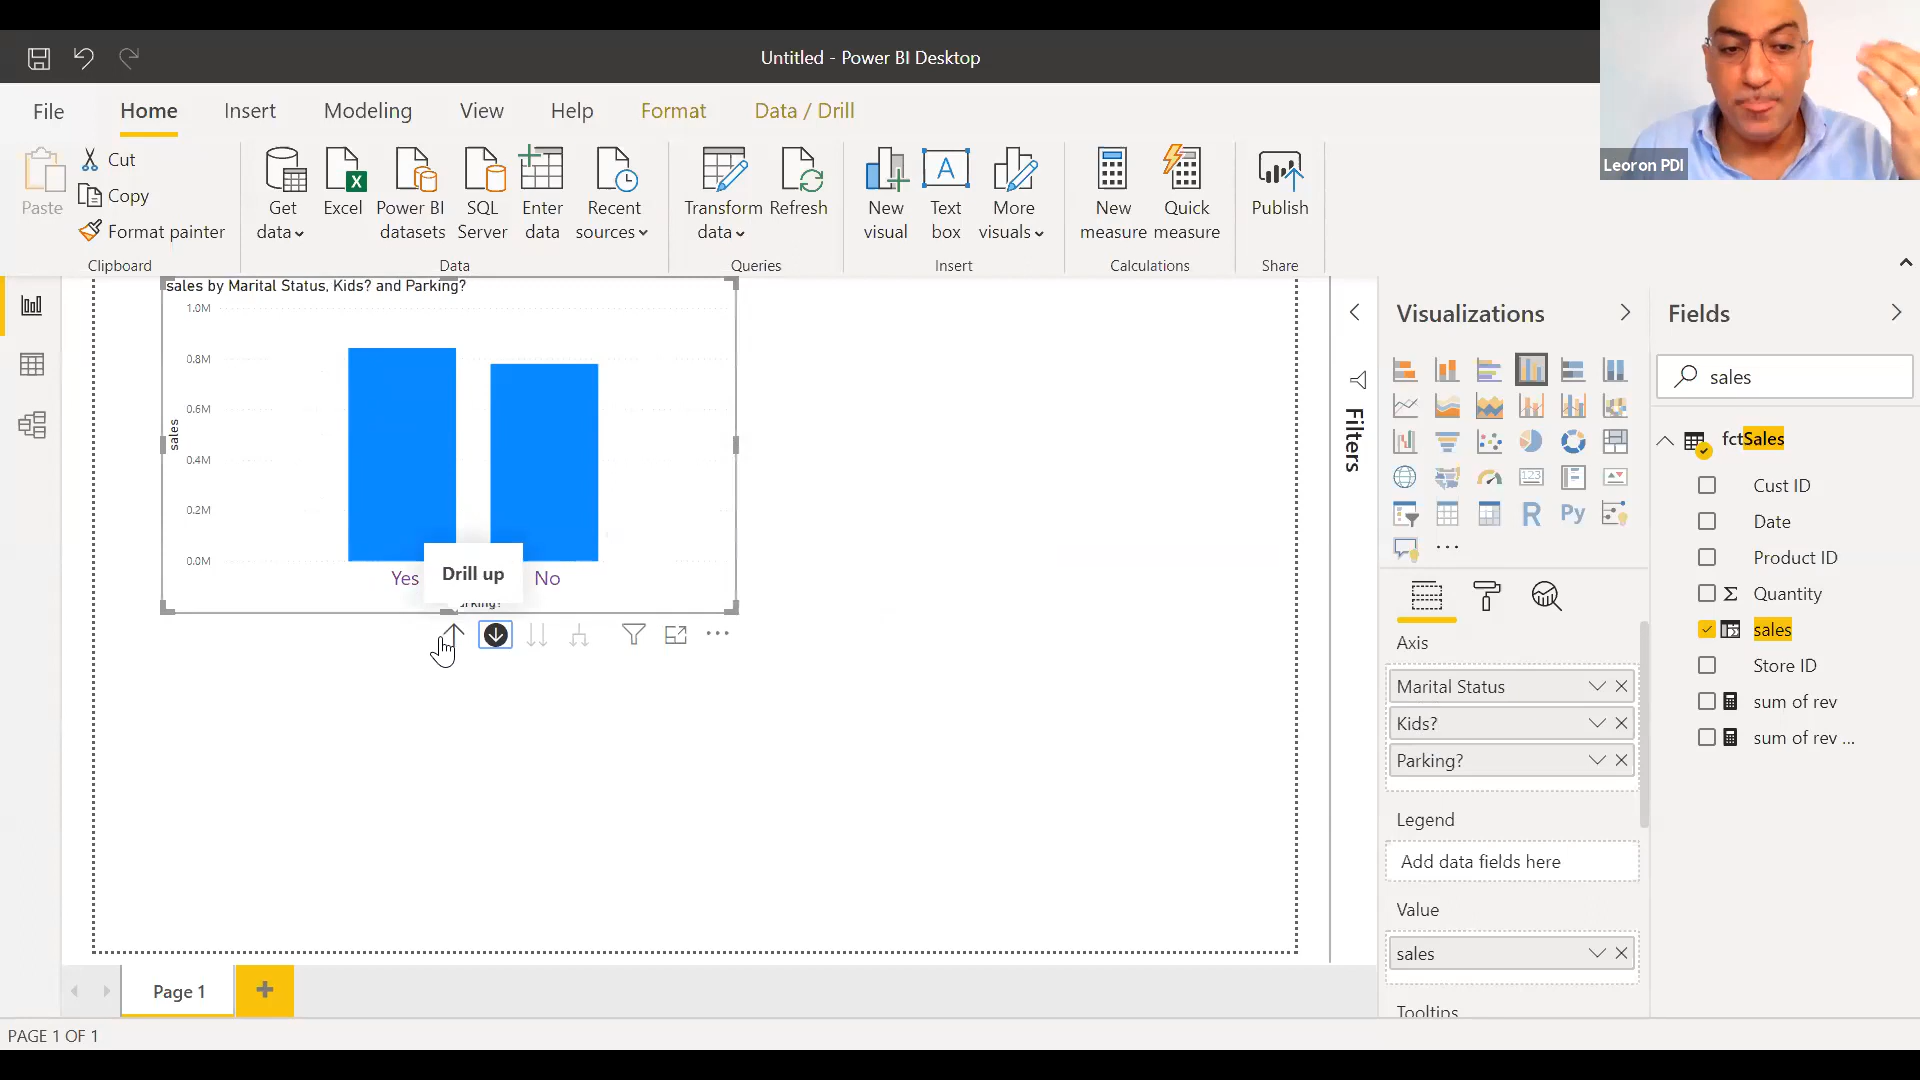 Untitled - Power BI Desktop
Leoron PDI
File
Home
Insert
Modeling
View
Help
Format
Data / Drill
Paste
Cut
Copy
Format painter
Clipboard
Get data
Excel
Power BI datasets
SQL Server
Enter data
Recent sources
Data
Transform data
Refresh
Queries
New visual
A
Text box
More visuals
Insert
New measure
Quick measure
Calculations
Publish
Share
sales by Marital Status, Kids? and Parking?
1.0M
0.8M
0.6M
0.4M
0.2M
0.0M
sales
Yes
No
Drill up
Filters
Visualizations
123
R
Py
Axis
Marital Status
Kids?
Parking?
Legend
Add data fields here
Value
sales
Tooltips
Fields
sales
fctSales
Cust ID
Date
Product ID
Σ Quantity
sales
Store ID
sum of rev
sum of rev ...
Page 1
PAGE 1 OF 1